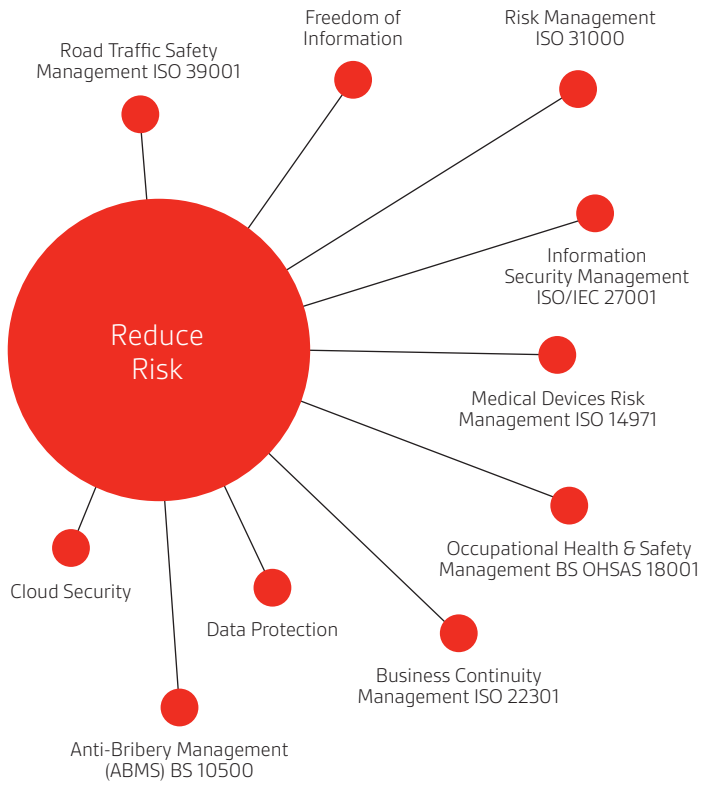 Freedom of
Information
Risk Management
ISO 31000
Road Traffic Safety
Management ISO 39001
Information
Security Management
ISO/IEC 27001
Reduce
Risk
Medical Devices Risk
Management ISO 14971
Occupational Health & Safety
Management BS OHSAS 18001
Cloud Security
Data Protection
Business Continuity
Management ISO 22301
Anti-Bribery Management
(ABMS) BS 10500